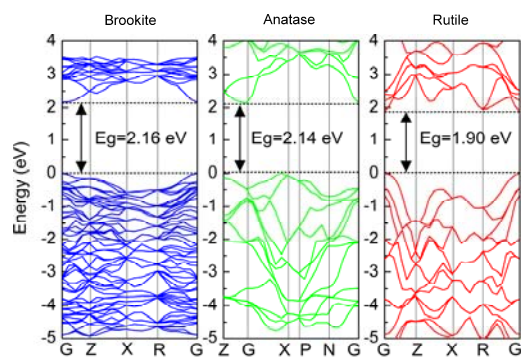 Brookite Anatase Rutile
Energy (eV)
4
3
2
1
0
-1
-2
-3
-4
-5
Eg=2.16 eV Eg=2.14 eV Eg=1.90 eV
G Z X R G Z G X P N G G Z X R G